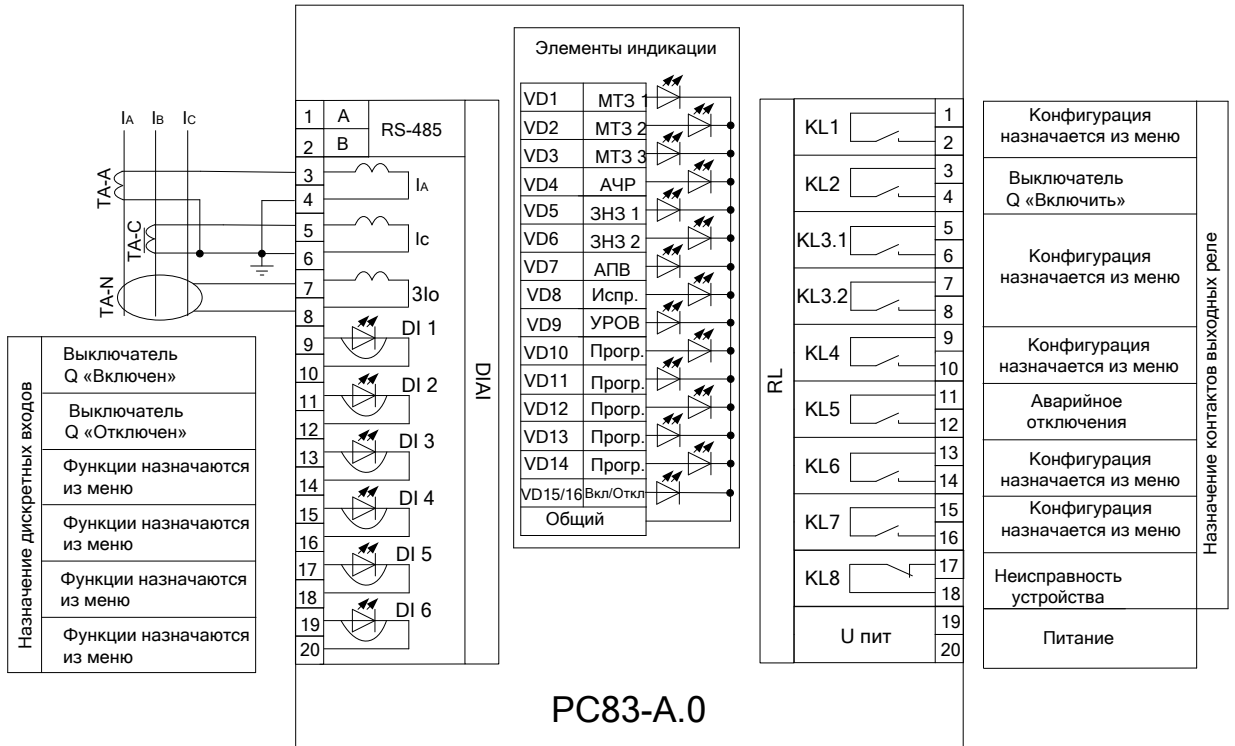 Элементы индикации
VD1 МТЗ 1
VD2 МТЗ 2
VD3 МТЗ 3
VD4 АЧР
VD5 ЗНЗ 1
VD6 ЗНЗ 2
VD7 АПВ
VD8 Испр.
VD9 УРОВ
VD10 Прогр.
VD11 Прогр.
VD12 Прогр.
VD13 Прогр.
VD14 Прогр.
VD15/16 Вкл/Откл
Общий
IA IB IC
TA-A
TA-C
TA-N
1 A
2 B
RS-485
3
4
IA
5
6
Ic
7
8
3Io
9
10
DI 1
11
12
DI 2
13
14
DI 3
15
16
DI 4
17
18
DI 5
19
20
DI 6
DIAI
Назначение дискретных входов
Выключатель
Q «Включен»
Выключатель
Q «Отключен»
Функции назначаются
из меню
Функции назначаются
из меню
Функции назначаются
из меню
Функции назначаются
из меню
RL
KL1
1
2
KL2
3
4
KL3.1
5
6
KL3.2
7
8
KL4
9
10
KL5
11
12
KL6
13
14
KL7
15
16
KL8
17
18
U пит
19
20
Конфигурация
назначается из меню
Выключатель
Q «Включить»
Конфигурация
назначается из меню
Конфигурация
назначается из меню
Аварийное
отключения
Конфигурация
назначается из меню
Конфигурация
назначается из меню
Неисправность
устройства
Питание
Назначение контактов выходных реле
РС83-А.0